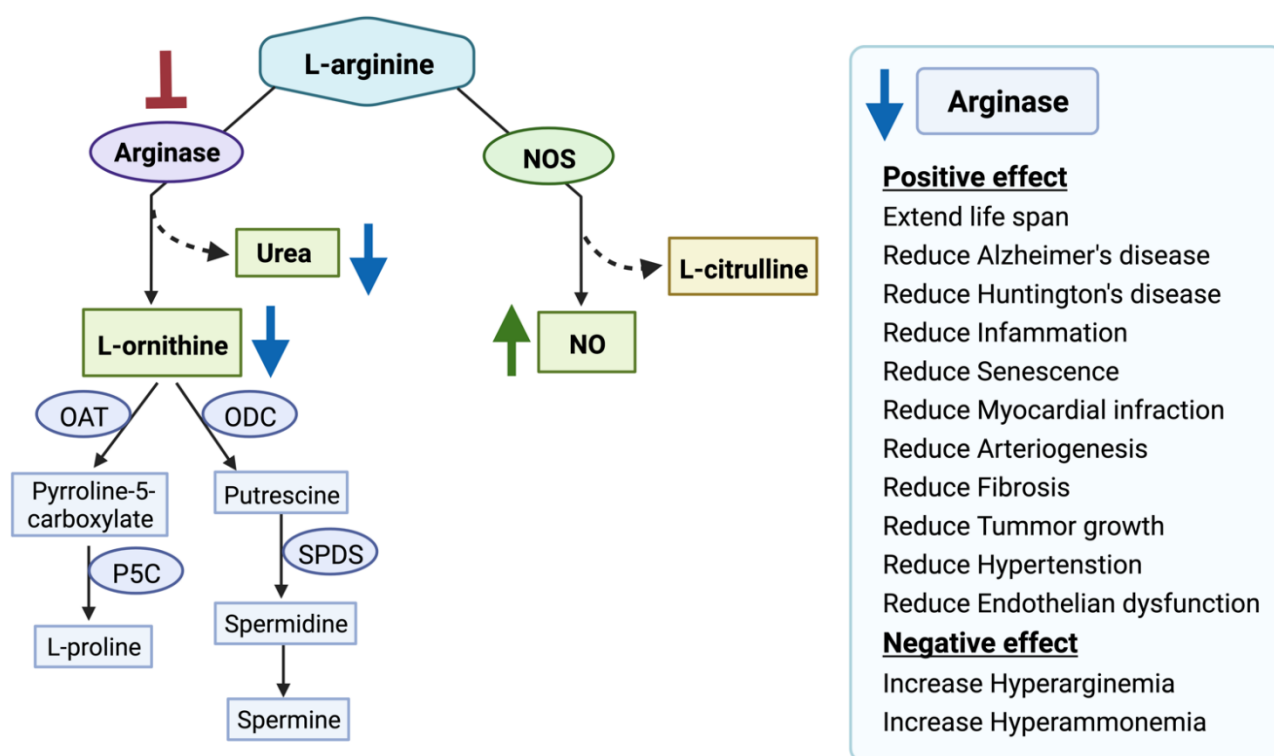 L-arginine
Arginase
NOS
Urea
L-citrulline
L-ornithine
NO
OAT
ODC
Pyrroline-5-
carboxylate
Putrescine
P5C
SPDS
L-proline
Spermidine
Spermine
Arginase
Positive effect
Extend life span
Reduce Alzheimer's disease
Reduce Huntington's disease
Reduce Infammation
Reduce Senescence
Reduce Myocardial infraction
Reduce Arteriogenesis
Reduce Fibrosis
Reduce Tummor growth
Reduce Hypertenstion
Reduce Endothelian dysfunction
Negative effect
Increase Hyperarginemia
Increase Hyperammonemia